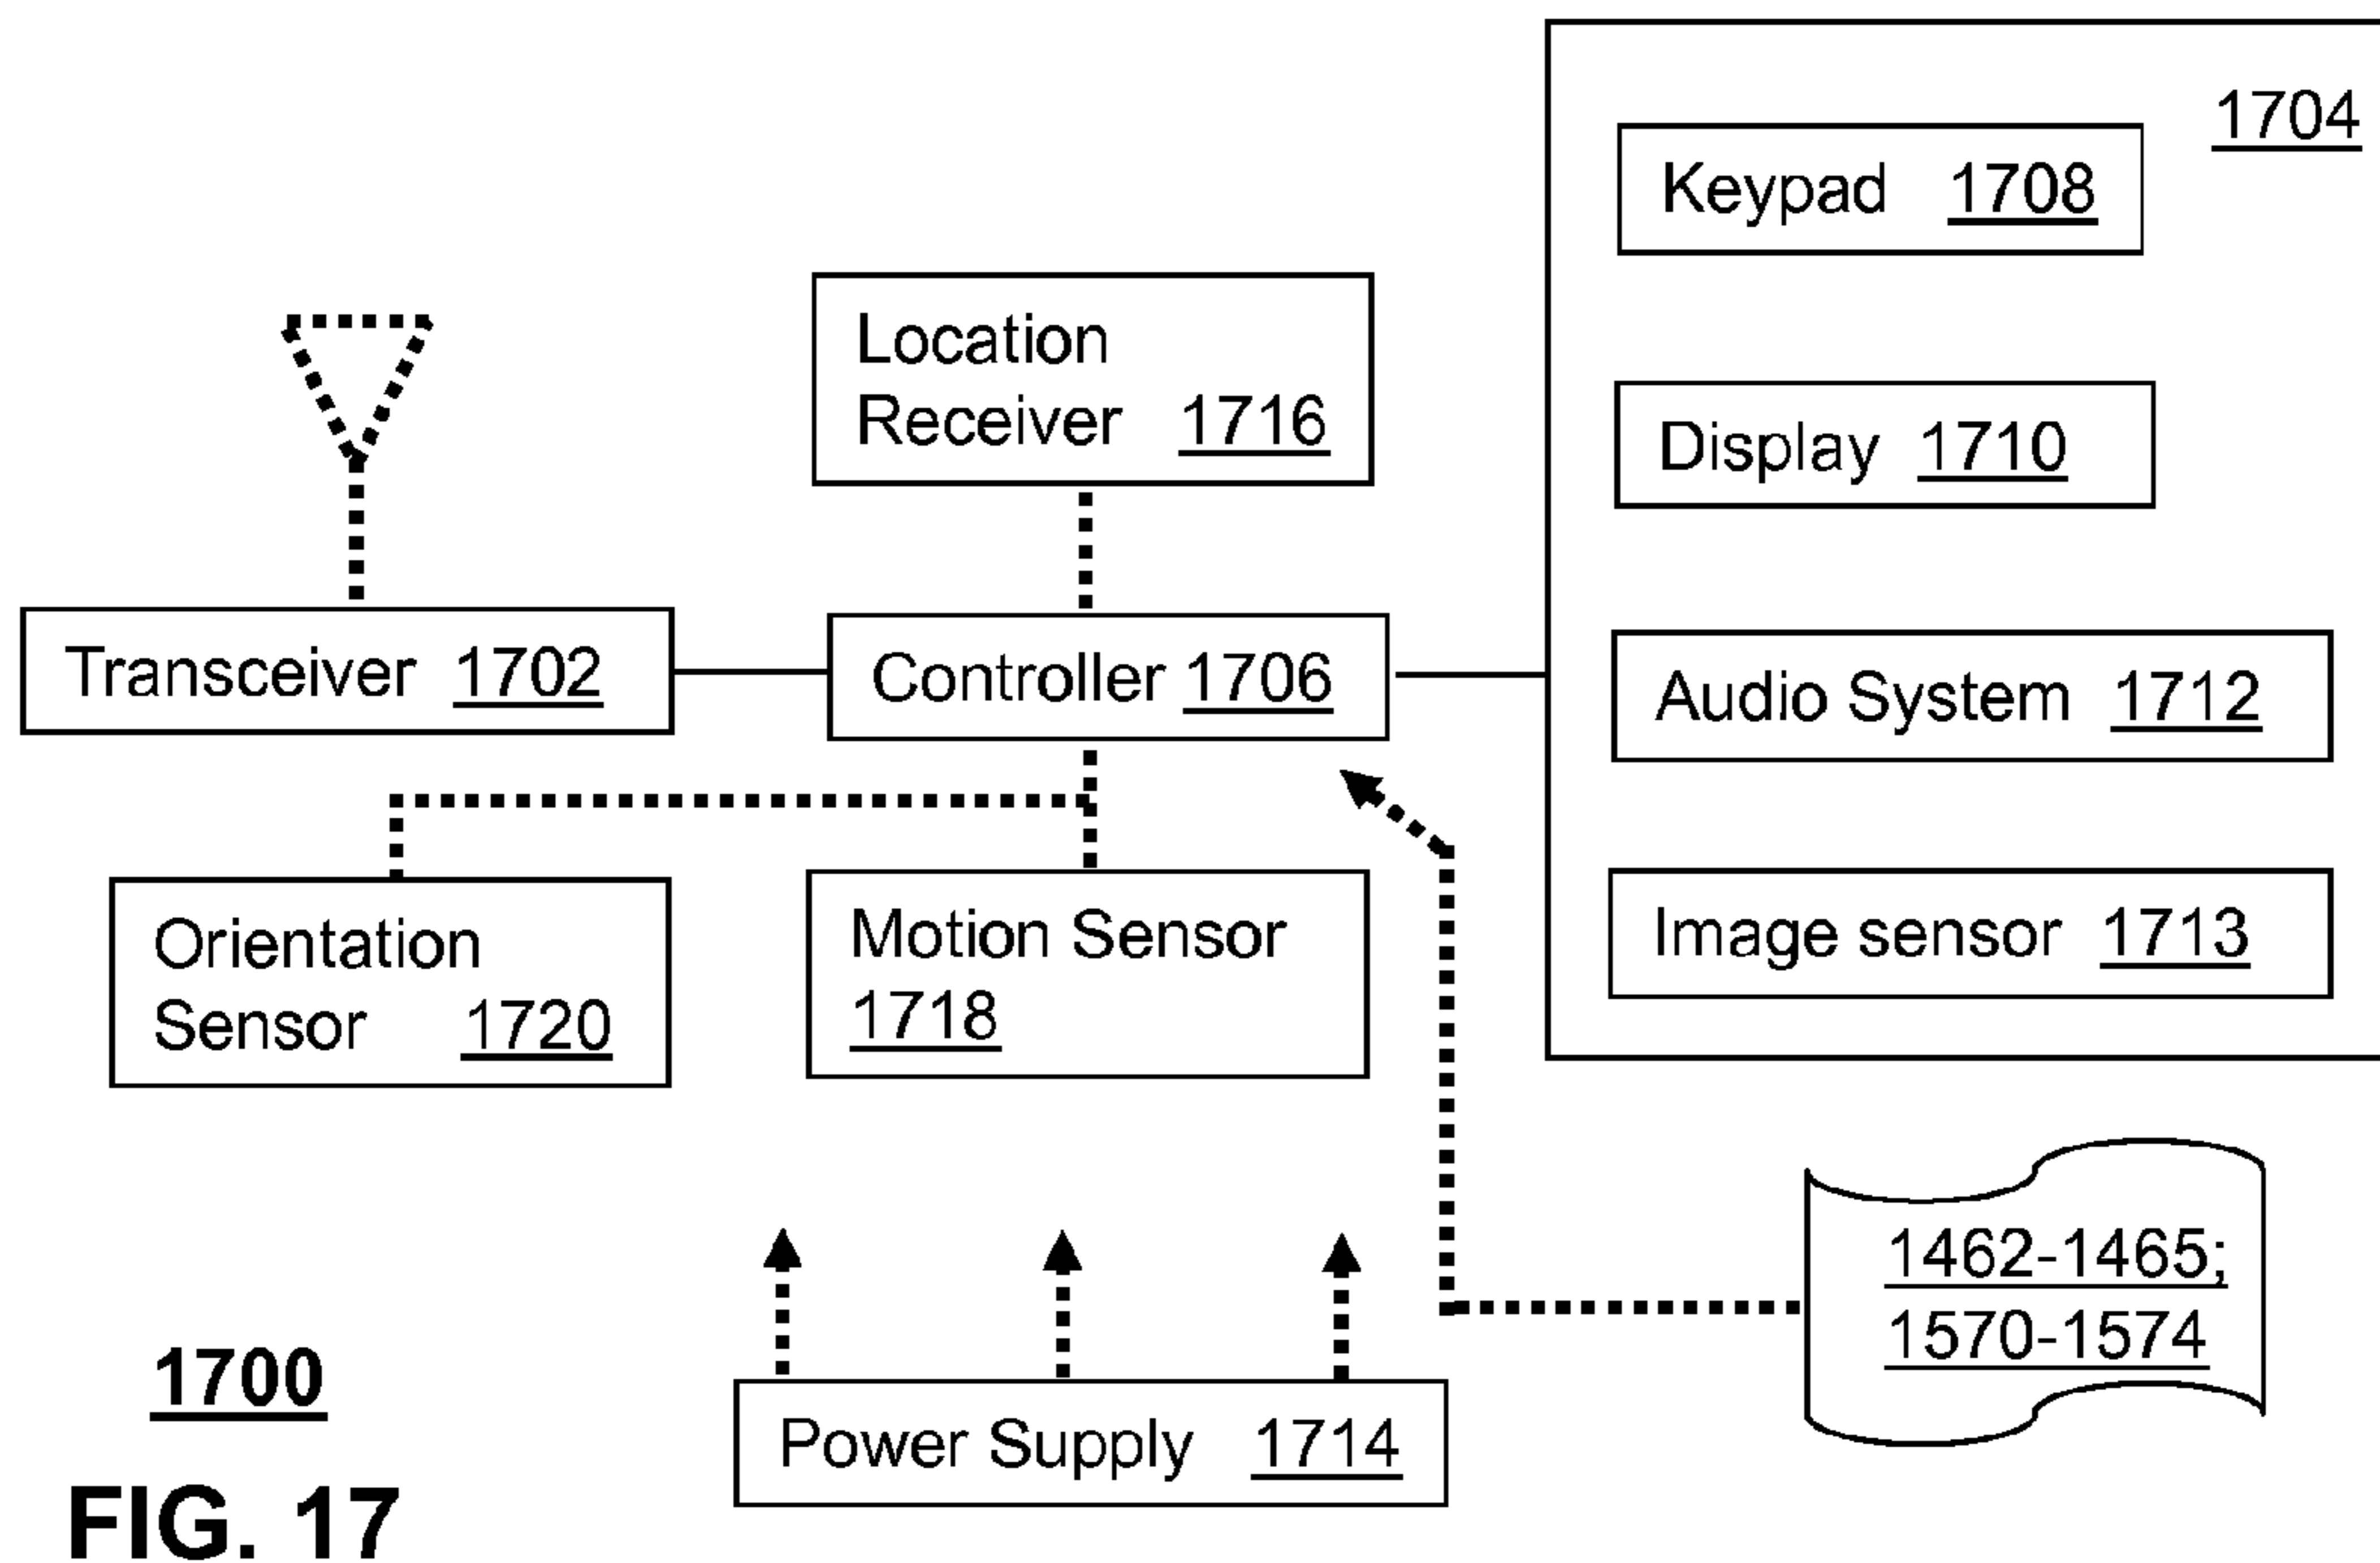 1704
Keypad 1708
Location
Receiver 1716
Display 1710
Transceiver 1702
Controller 1706
Audio System 1712
Orientation
Sensor 1720
Motion Sensor
1718
Image sensor 1713
1462-1465;
1570-1574
Power Supply 1714
1700
FIG. 17